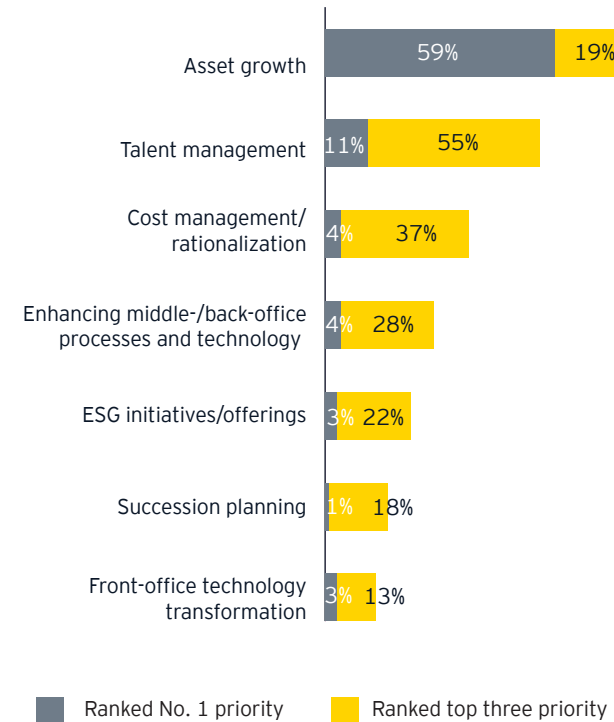 Asset growth
59% 19%
Talent management
11% 55%
Cost management/
rationalization
4% 37%
Enhancing middle-/back-office
processes and technology
4% 28%
ESG initiatives/offerings
3% 22%
Succession planning
1% 18%
Front-office technology
transformation
3% 13%
Ranked No. 1 priority Ranked top three priority